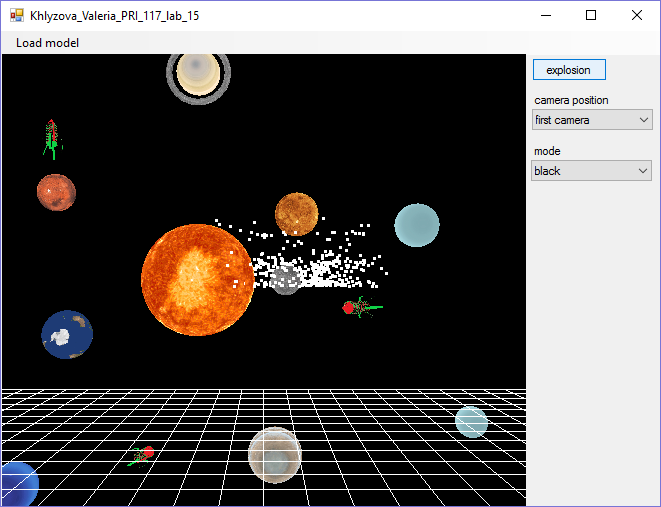 Khlyzova_Valeria_PRI_117_lab_15
Load model
explosion
camera position
first camera
mode
black